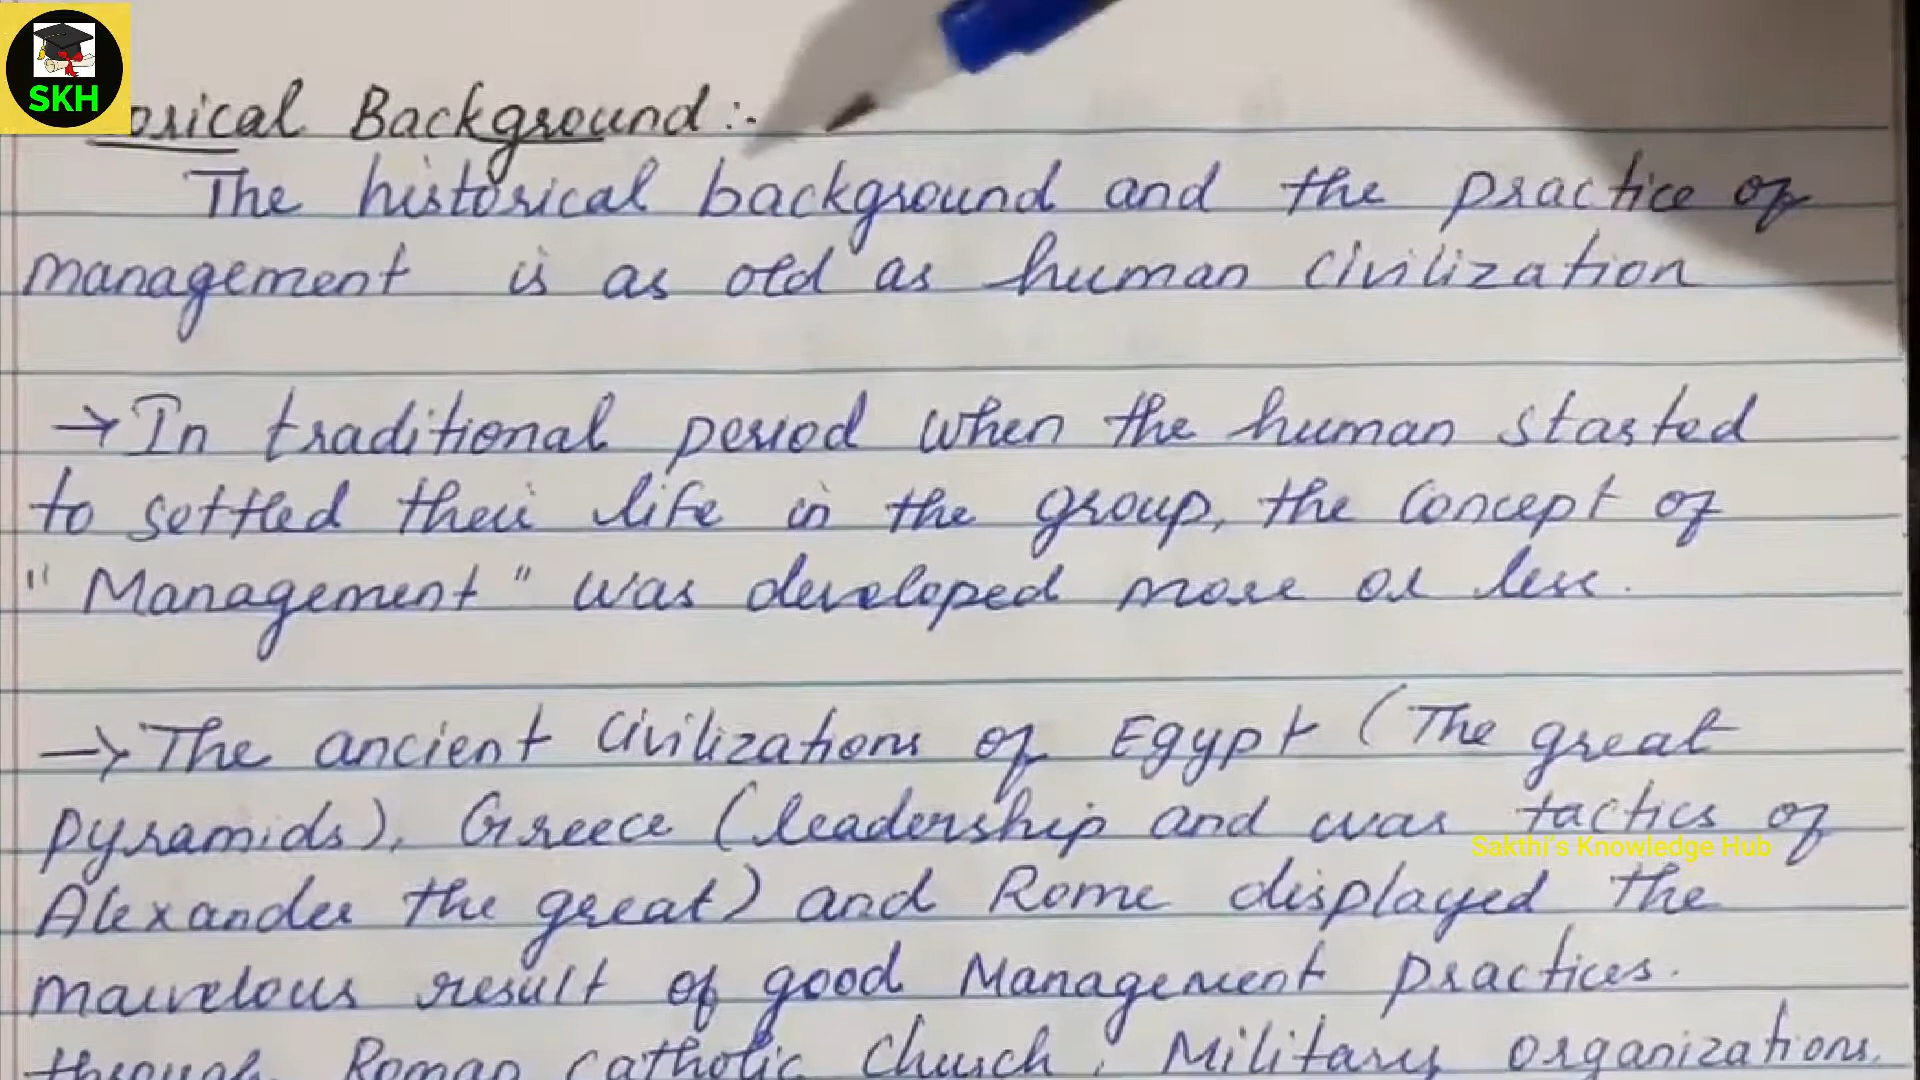 SKH
orical Background :-
The historical background and the practice of
management is as old as human civilization
→ In traditional period when the human started
to settled their life in the group, the concept of
"Management" was developed more or less.
→ The ancient civilizations of Egypt (The great
pyramids), Greece (leadership and war tactics of
Sakthi's Knowledge Hub
Alexander the great) and Rome displayed the
marvelous result of good Management practices.
through Roman catholic Church, Military organizations.